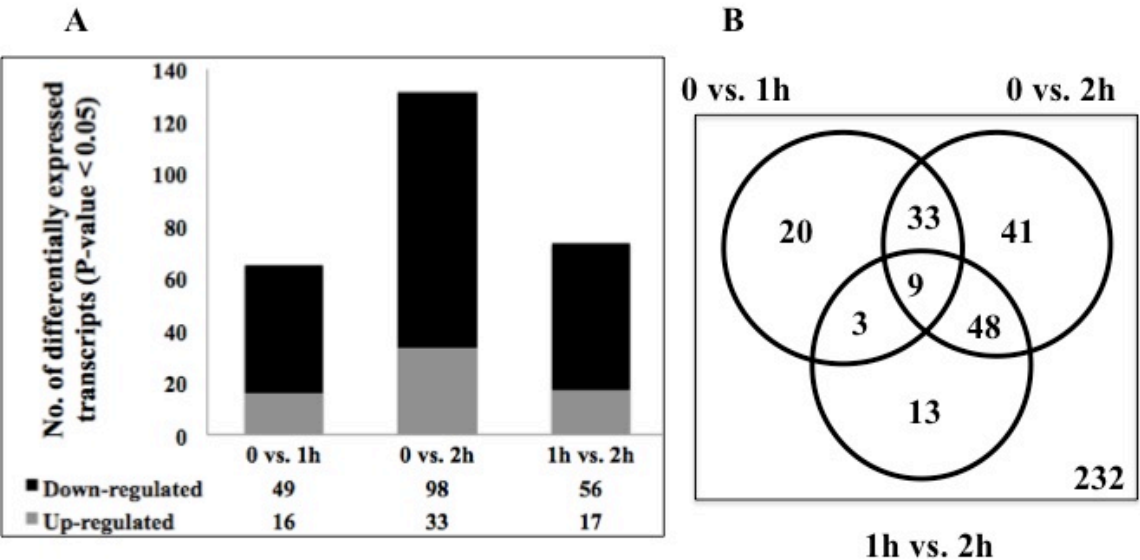 A
B
No. of differentially expressed
transcripts (P-value < 0.05)
140
120
100
80
60
40
20
0
0 vs. 1h
0 vs. 2h
1h vs. 2h
Down-regulated 49 98 56
Up-regulated 16 33 17
0 vs. 1h
0 vs. 2h
20
33
41
9
3
48
13
232
1h vs. 2h